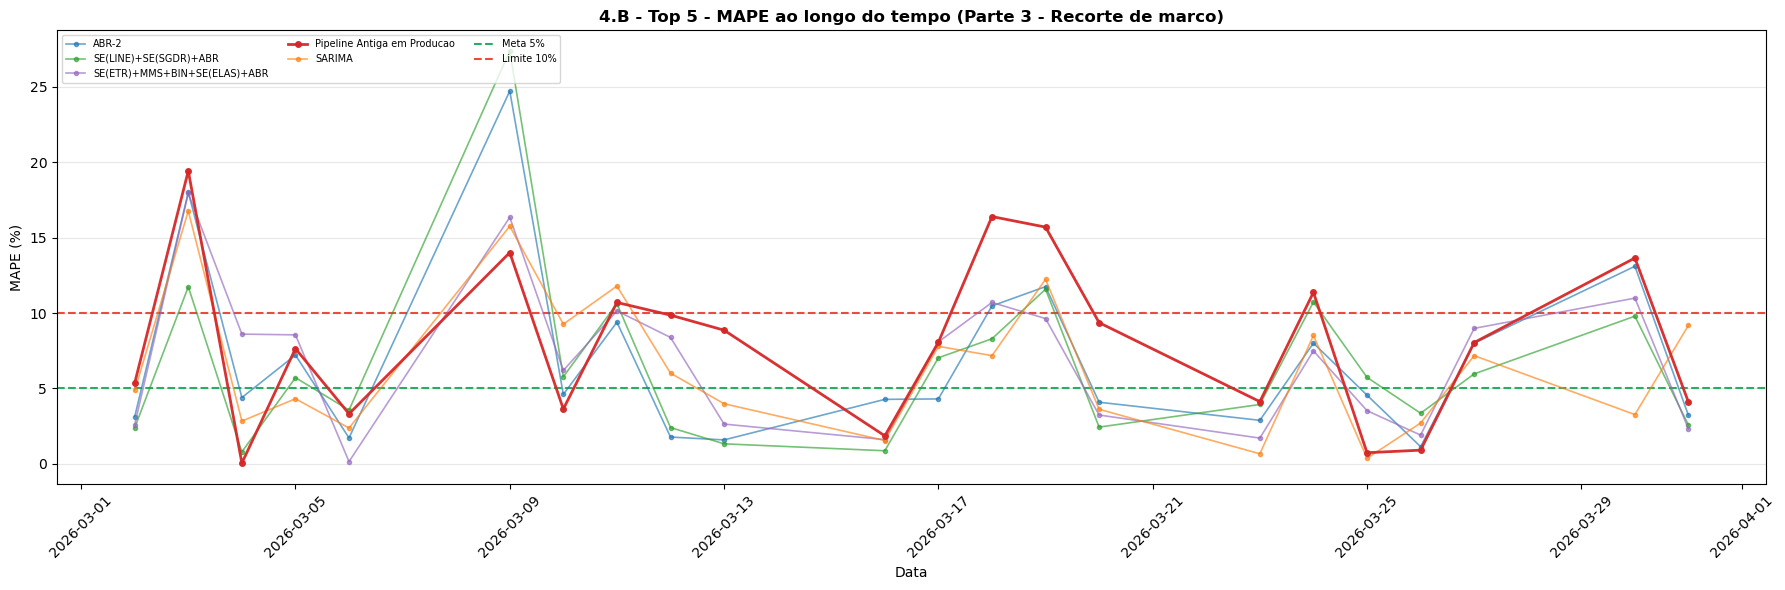 4.B - Top 5 - MAPE ao longo do tempo (Parte 3 - Recorte de marco)
ABR-2
SE(LINE)+SE(SGDR)+ABR
SE(ETR)+MMS+BIN+SE(ELAS)+ABR
Pipeline Antiga em Producao
SARIMA
Meta 5%
Limite 10%
MAPE (%)
25
20
15
10
5
0
2026-03-01
2026-03-05
2026-03-09
2026-03-13
2026-03-17
2026-03-21
2026-03-25
2026-03-29
2026-04-01
Data